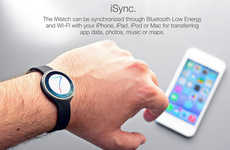 iSync.
The iWatch can be synchronized through Bluetooth Low Energy
and Wi-Fi with your iPhone, iPad, iPod or Mac for transferring
app data, photos, music or maps.